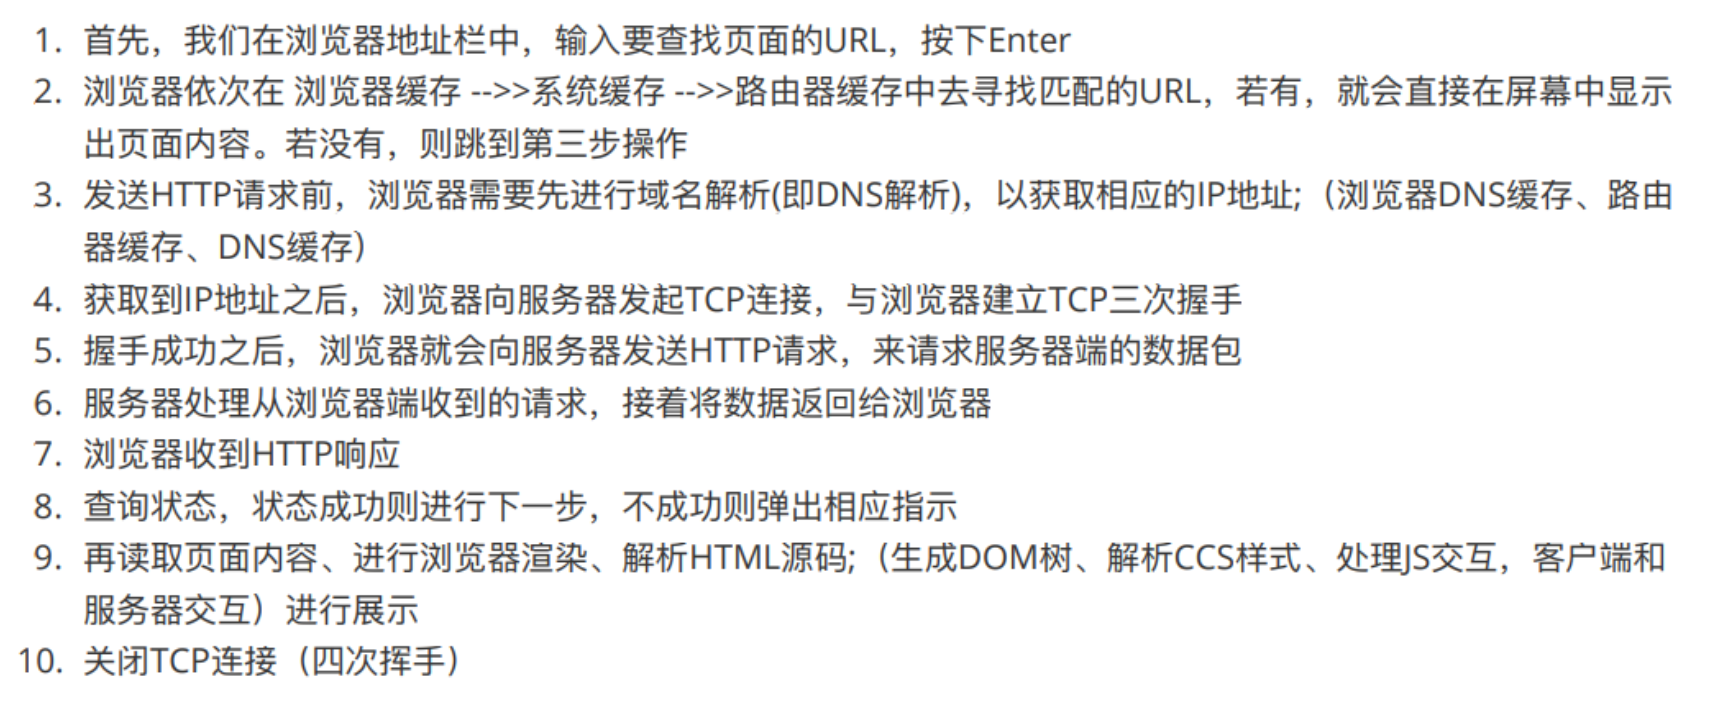 1. 首先，我们在浏览器地址栏中，输入要查找页面的URL，按下Enter
2. 浏览器依次在 浏览器缓存 -->>系统缓存 -->>路由器缓存中去寻找匹配的URL，若有，就会直接在屏幕中显示
出页面内容。若没有，则跳到第三步操作
3. 发送HTTP请求前，浏览器需要先进行域名解析(即DNS解析)，以获取相应的IP地址;（浏览器DNS缓存、路由
器缓存、DNS缓存）
4. 获取到IP地址之后，浏览器向服务器发起TCP连接，与浏览器建立TCP三次握手
5. 握手成功之后，浏览器就会向服务器发送HTTP请求，来请求服务器端的数据包
6. 服务器处理从浏览器端收到的请求，接着将数据返回给浏览器
7. 浏览器收到HTTP响应
8. 查询状态，状态成功则进行下一步，不成功则弹出相应指示
9. 再读取页面内容、进行浏览器渲染、解析HTML源码;（生成DOM树、解析CCS样式、处理JS交互，客户端和
服务器交互）进行展示
10. 关闭TCP连接（四次挥手）